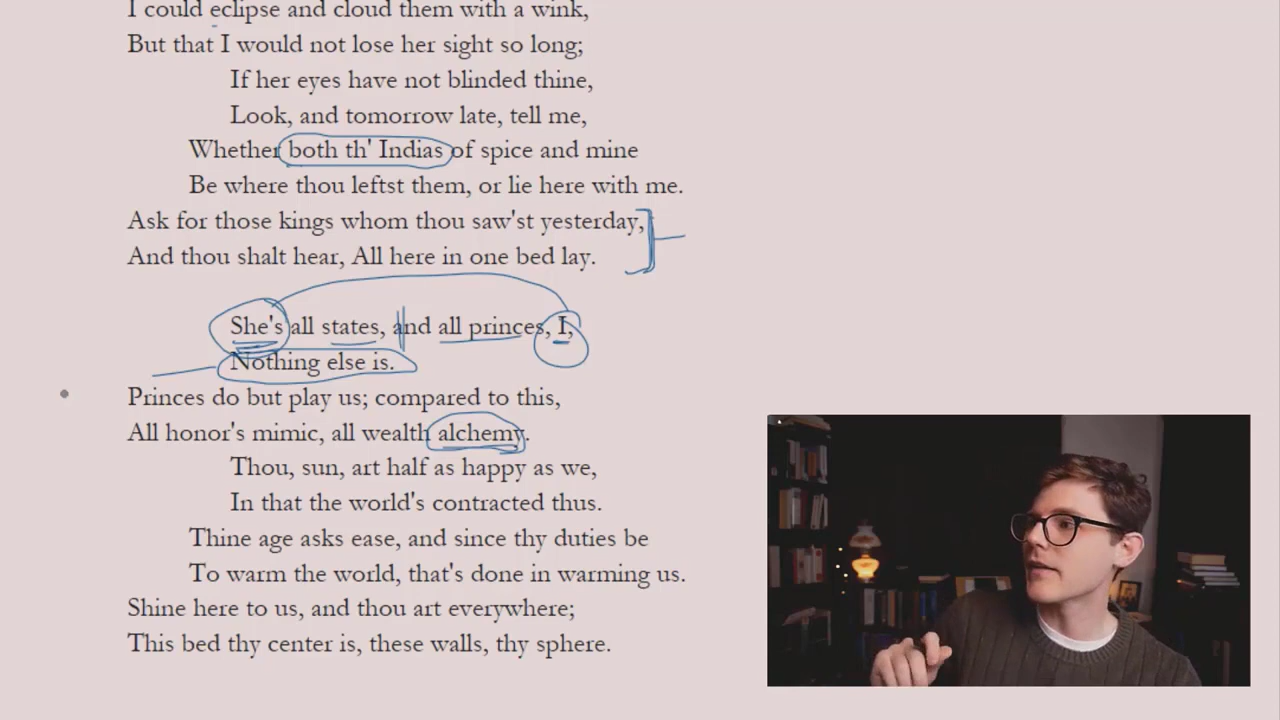 I could eclipse and cloud them with a wink,
But that I would not lose her sight so long;
If her eyes have not blinded thine,
Look, and tomorrow late, tell me,
Whether both th' Indias of spice and mine
Be where thou leftst them, or lie here with me.
Ask for those kings whom thou saw'st yesterday,
And thou shalt hear, All here in one bed lay.
She's all states, and all princes, I,
Nothing else is.
Princes do but play us; compared to this,
All honor's mimic, all wealth alchemy.
Thou, sun, art half as happy as we,
In that the world's contracted thus.
Thine age asks ease, and since thy duties be
To warm the world, that's done in warming us.
Shine here to us, and thou art everywhere;
This bed thy center is, these walls, thy sphere.